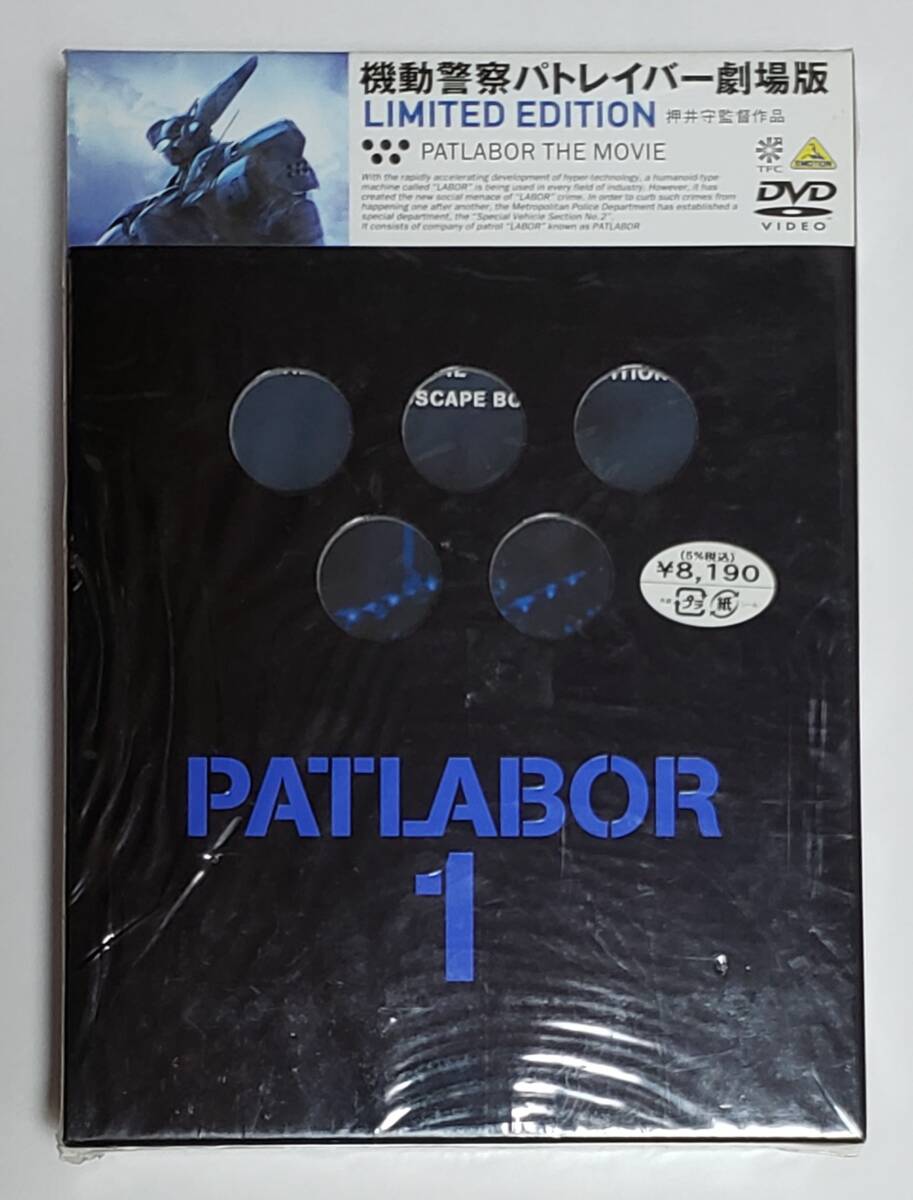 機動警察パトレイバー劇場版
LIMITED EDITION 押井守監督作品
PATLABOR THE MOVIE
TFC
With the rapidly accelerating development of hyper-technology, a humanoid-type
machine called "LABOR" is being used in every field of industry. However, it has
created the new social menace of "LABOR" crime. In order to curb such crimes from
happening one after another, the Metropolitan Police Department has established a
special department, the "Special Vehicle Section No.2".
It consists of company of patrol "LABOR" known as PATLABOR
DVD
VIDEO
SCAPE BO
(5%税込)
¥8,190
プラ 紙
PATLABOR
1